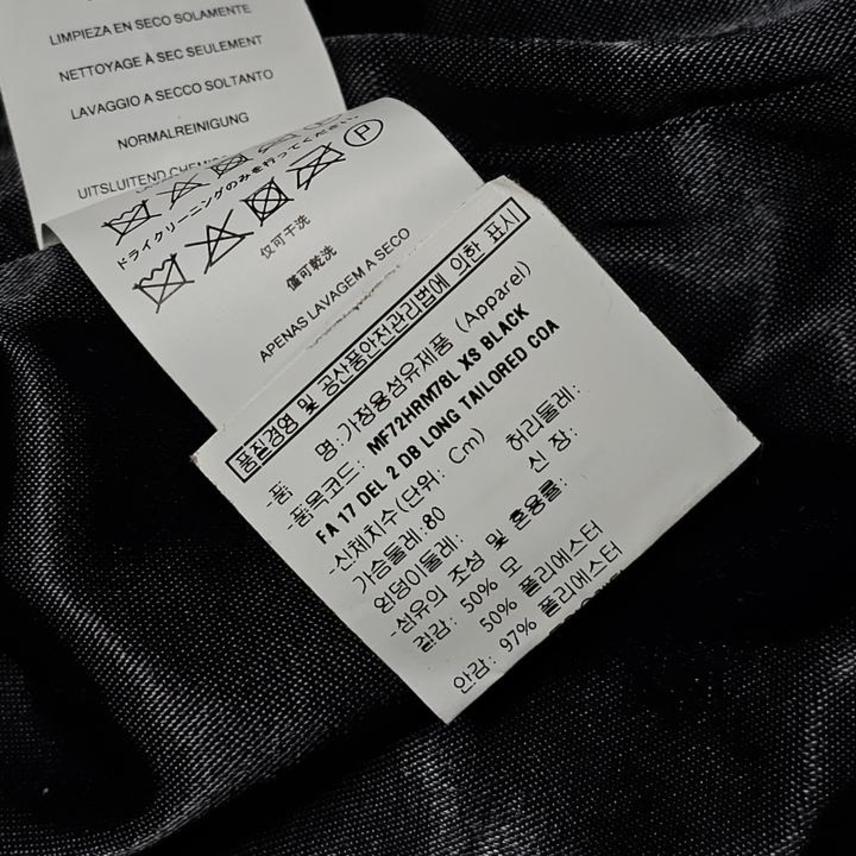 LIMPIEZA EN SECO SOLAMENTE
NETTOYAGE À SEC SEULEMENT
LAVAGGIO A SECCO SOLTANTO
NORMALREINIGUNG
UITSLUITEND CHEMISCH
P
ドライクリーニングのみを行ってください
仅可干洗
僅可乾洗
APENAS LAVAGEM A SECO
품질경영 및 공산품안전관리법에 의한 표시
-품 명:가정용섬유제품 (Apparel)
-품목코드: MF72HRM78L XS BLACK
FA 17 DEL 2 DB LONG TAILORED COA
-신체치수(단위: Cm)
가슴둘레:80 허리둘레:
엉덩이둘레: 신 장:
-섬유의 조성 및 혼용률:
겉감: 50% 모
50% 폴리에스터
안감: 97% 폴리에스터